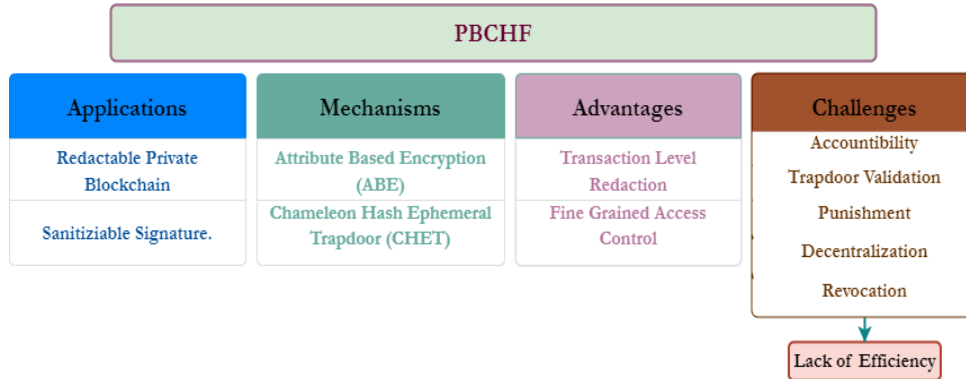 PBCHF
Applications
Redactable Private
Blockchain
Sanitiziable Signature.
Mechanisms
Attribute Based Encryption
(ABE)
Chameleon Hash Ephemeral
Trapdoor (CHET)
Advantages
Transaction Level
Redaction
Fine Grained Access
Control
Challenges
Accountibility
Trapdoor Validation
Punishment
Decentralization
Revocation
Lack of Efficiency